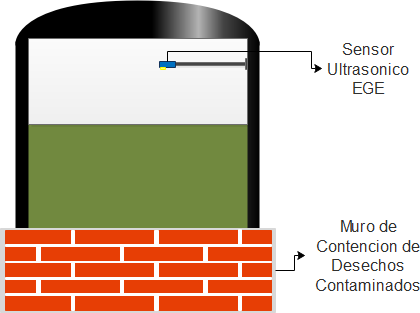 Sensor
Ultrasonico
EGE
Muro de
Contencion de
Desechos
Contaminados